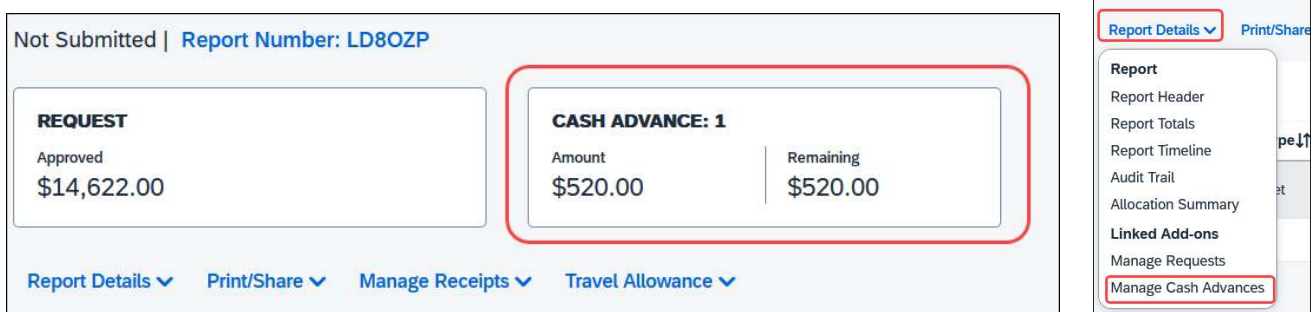 Not Submitted | Report Number: LD8OZP
REQUEST
Approved
$14,622.00
CASH ADVANCE: 1
Amount
$520.00
Remaining
$520.00
Report Details
Print/Share
Manage Receipts
Travel Allowance
Report Details
Print/Share
Report
Report Header
Report Totals
Report Timeline
Audit Trail
Allocation Summary
Linked Add-ons
Manage Requests
Manage Cash Advances
pe
et